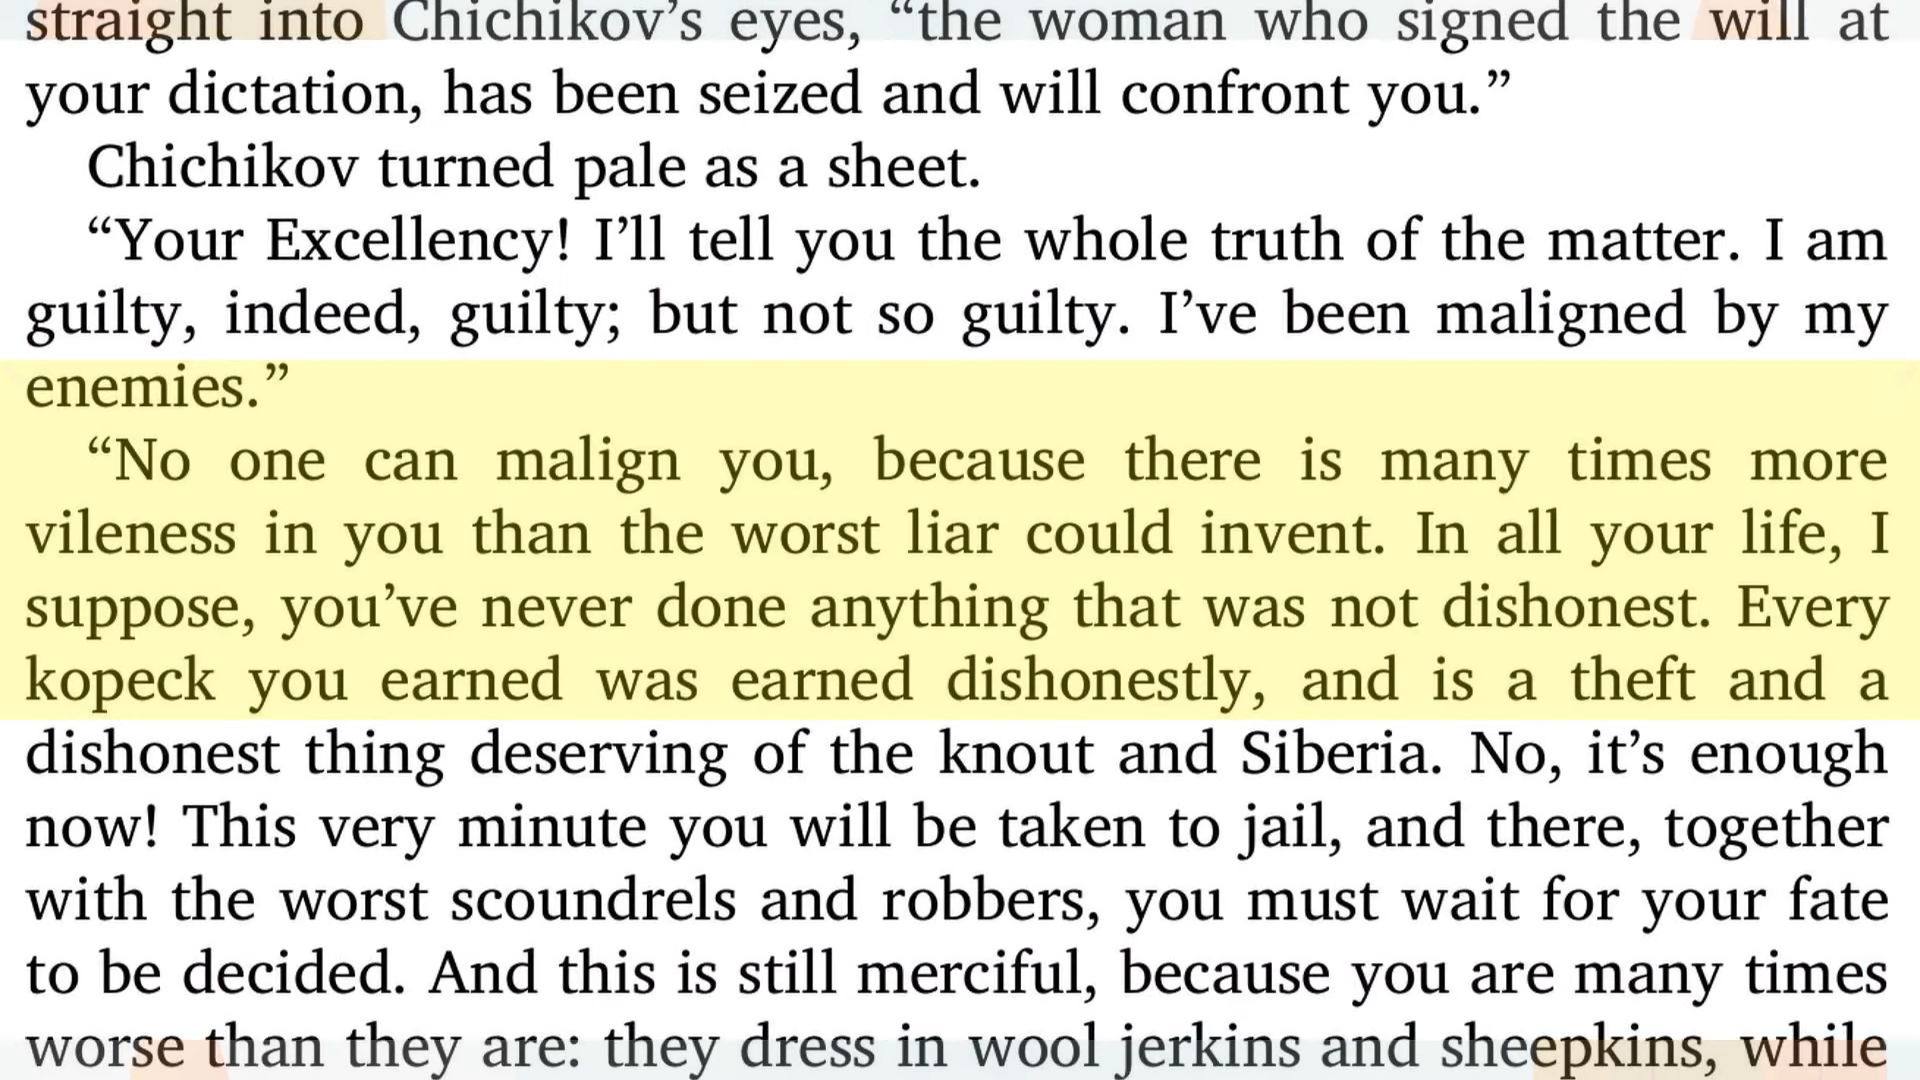 straight into Chichikov’s eyes, “the woman who signed the will at
your dictation, has been seized and will confront you.”
Chichikov turned pale as a sheet.
“Your Excellency! I’ll tell you the whole truth of the matter. I am
guilty, indeed, guilty; but not so guilty. I’ve been maligned by my
enemies.”
“No one can malign you, because there is many times more
vileness in you than the worst liar could invent. In all your life, I
suppose, you’ve never done anything that was not dishonest. Every
kopeck you earned was earned dishonestly, and is a theft and a
dishonest thing deserving of the knout and Siberia. No, it’s enough
now! This very minute you will be taken to jail, and there, together
with the worst scoundrels and robbers, you must wait for your fate
to be decided. And this is still merciful, because you are many times
worse than they are: they dress in wool jerkins and sheepkins, while